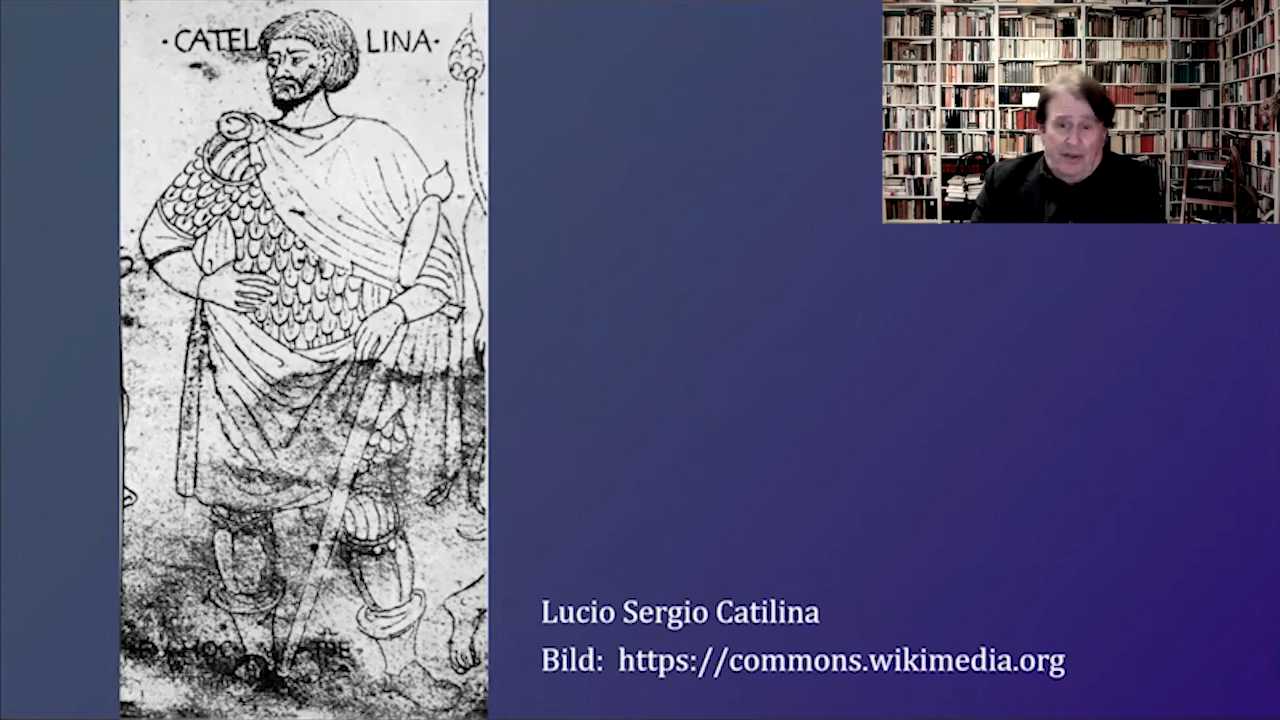 ·CATEL LINA·
Lucio Sergio Catilina
Bild: https://commons.wikimedia.org